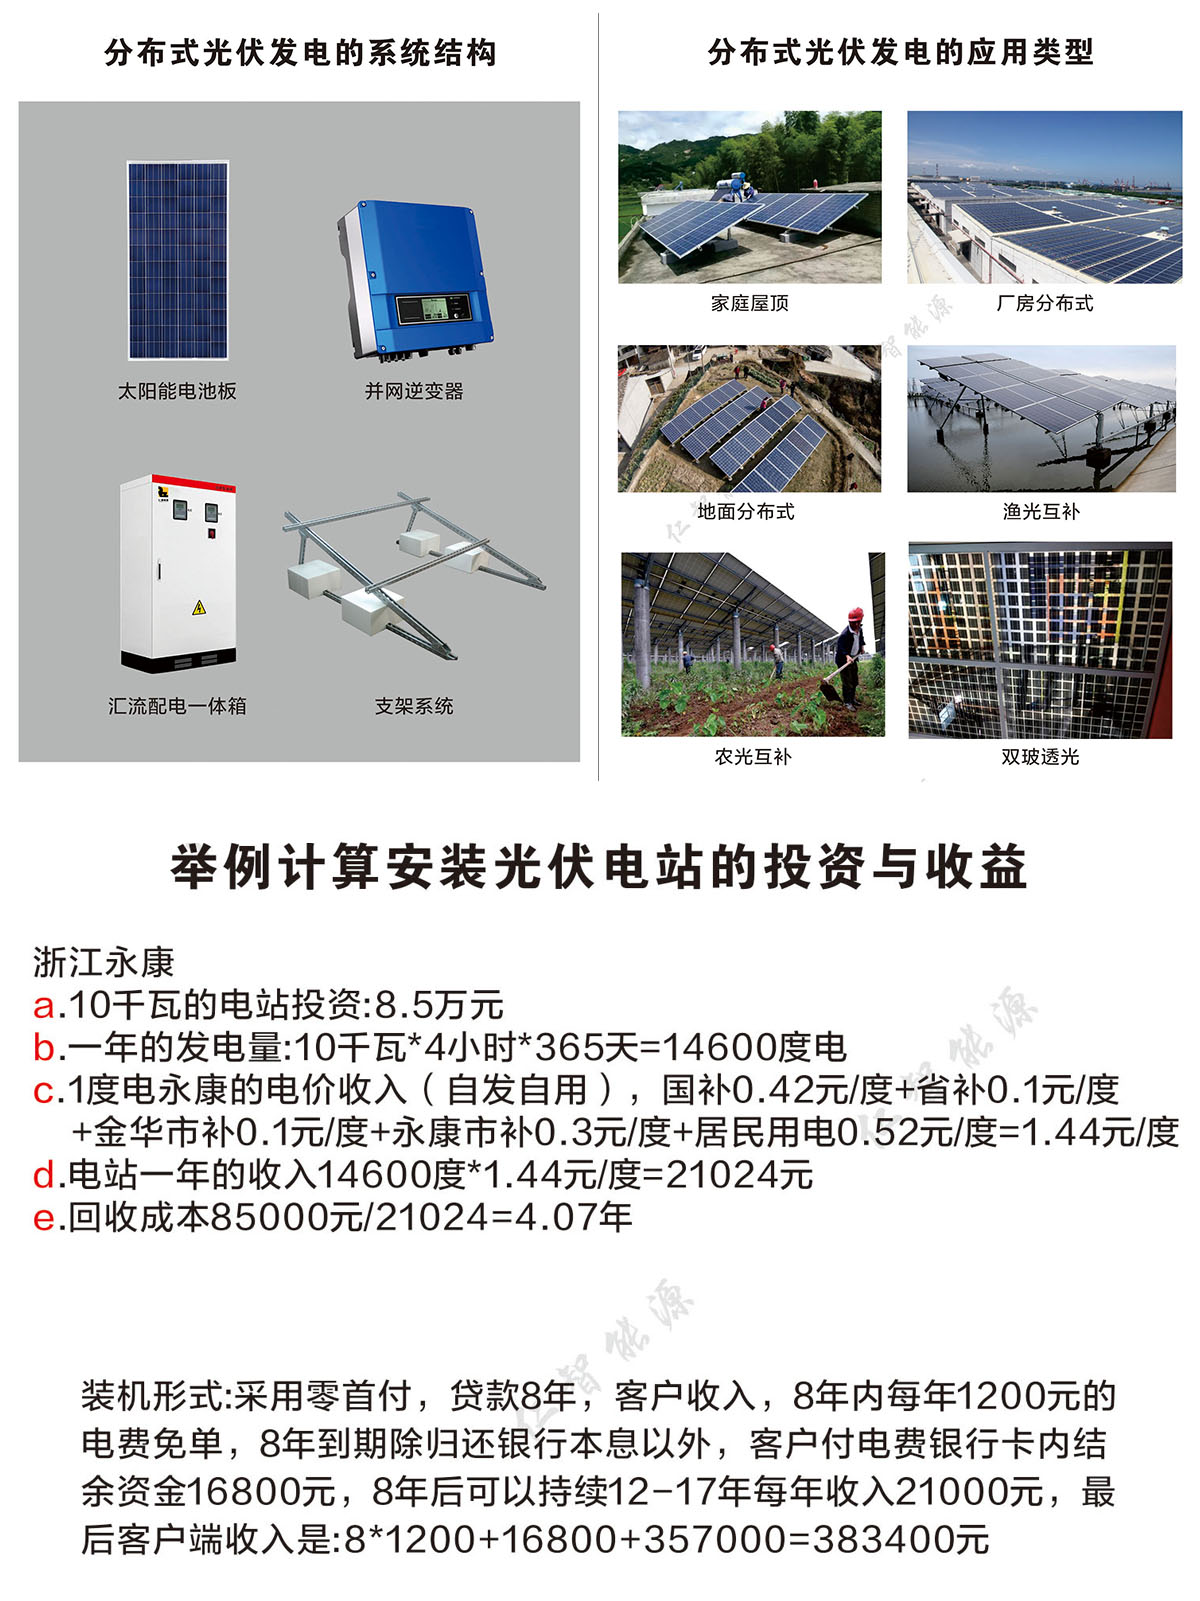 分布式光伏发电的系统结构
太阳能电池板
并网逆变器
汇流配电一体箱
支架系统
分布式光伏发电的应用类型
家庭屋顶
厂房分布式
地面分布式
渔光互补
农光互补
双玻透光
仁智能源
智能源
举例计算安装光伏电站的投资与收益
浙江永康
a.10千瓦的电站投资:8.5万元
b.一年的发电量:10千瓦*4小时*365天=14600度电
c.1度电永康的电价收入（自发自用），国补0.42元/度+省补0.1元/度
+金华市补0.1元/度+永康市补0.3元/度+居民用电0.52元/度=1.44元/度
d.电站一年的收入14600度*1.44元/度=21024元
e.回收成本85000元/21024=4.07年
仁智能源
仁智能源
装机形式:采用零首付，贷款8年，客户收入，8年内每年1200元的
电费免单，8年到期除归还银行本息以外，客户付电费银行卡内结
余资金16800元，8年后可以持续12-17年每年收入21000元，最
后客户端收入是:8*1200+16800+357000=383400元